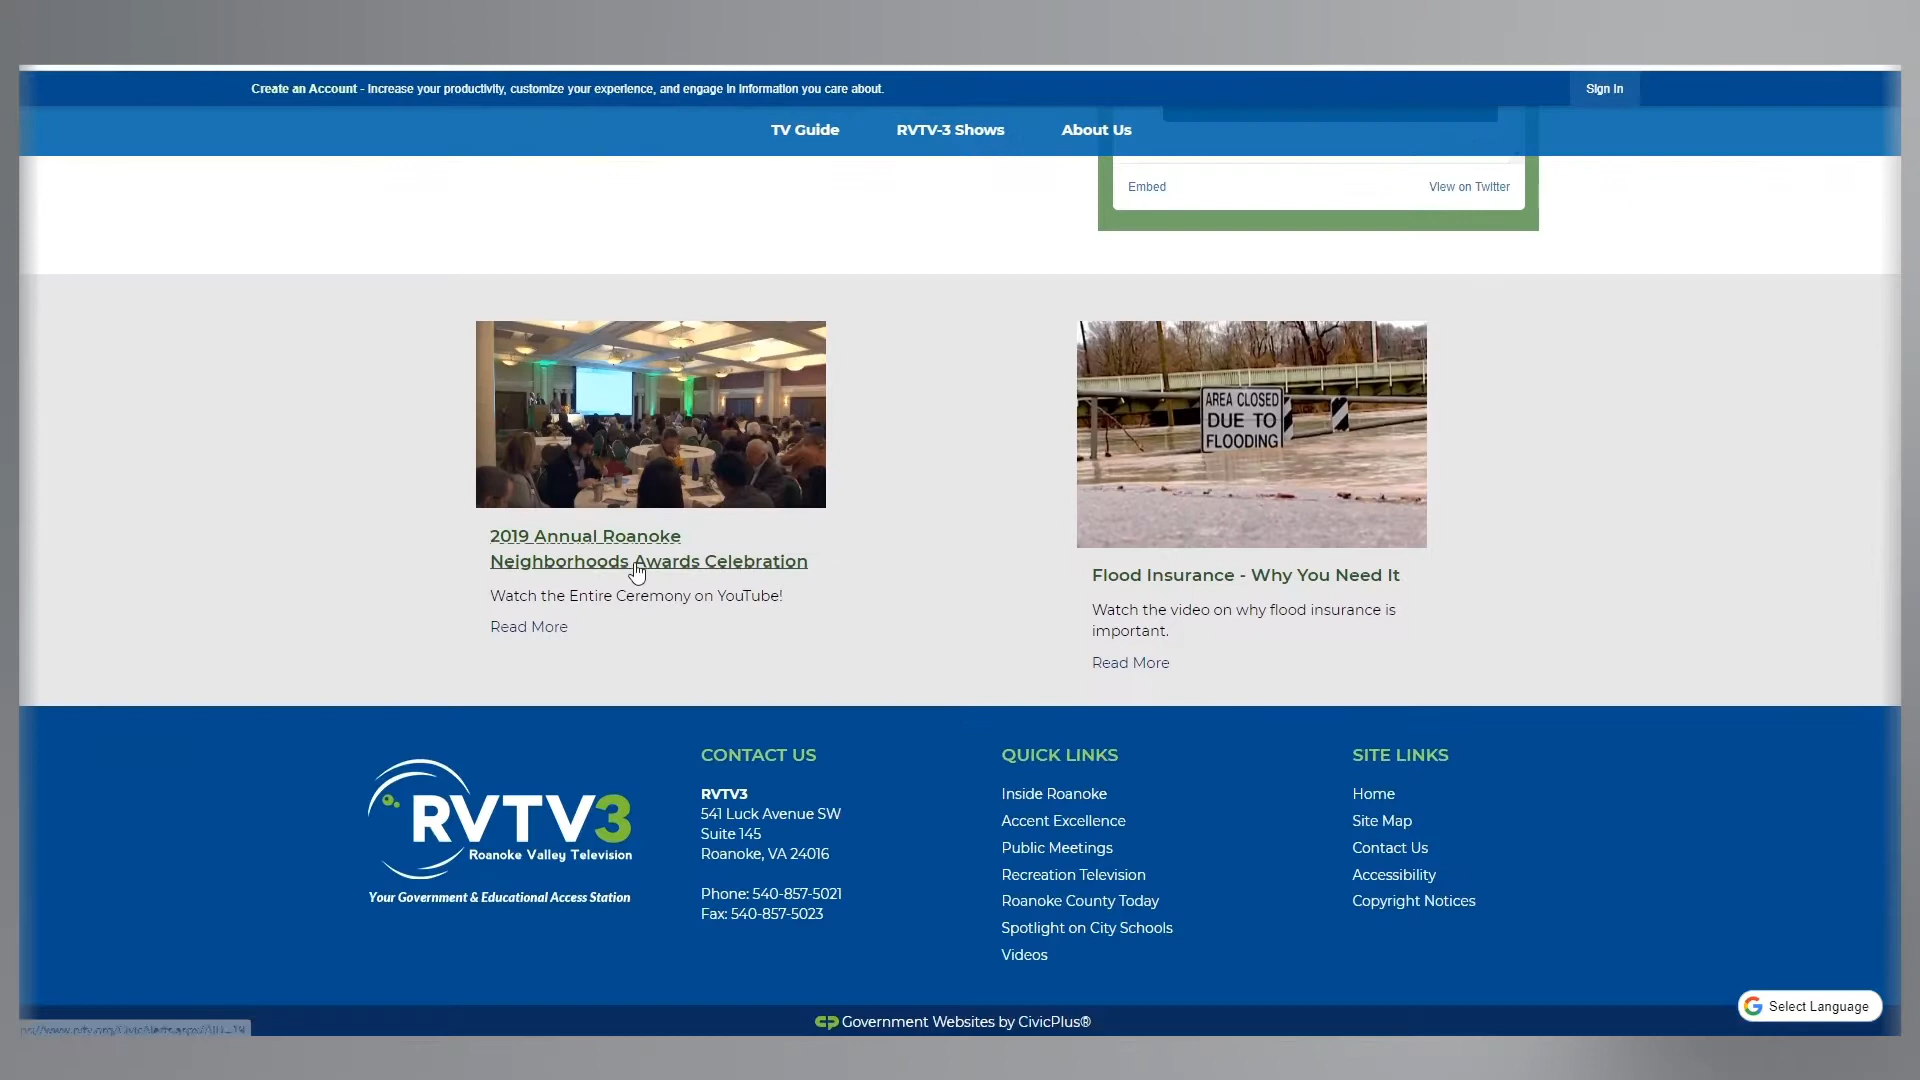 Create an Account - Increase your productivity, customize your experience, and engage in information you care about.
Sign In
TV Guide
RVTV-3 Shows
About Us
Embed
View on Twitter
AREA CLOSED
DUE TO
FLOODING
2019 Annual Roanoke
Neighborhoods Awards Celebration
Watch the Entire Ceremony on YouTube!
Read More
Flood Insurance - Why You Need It
Watch the video on why flood insurance is
important.
Read More
RVTV3
Roanoke Valley Television
Your Government & Educational Access Station
CONTACT US
RVTV3
541 Luck Avenue SW
Suite 145
Roanoke, VA 24016
Phone: 540-857-5021
Fax: 540-857-5023
QUICK LINKS
Inside Roanoke
Accent Excellence
Public Meetings
Recreation Television
Roanoke County Today
Spotlight on City Schools
Videos
SITE LINKS
Home
Site Map
Contact Us
Accessibility
Copyright Notices
Select Language
Government Websites by CivicPlus®